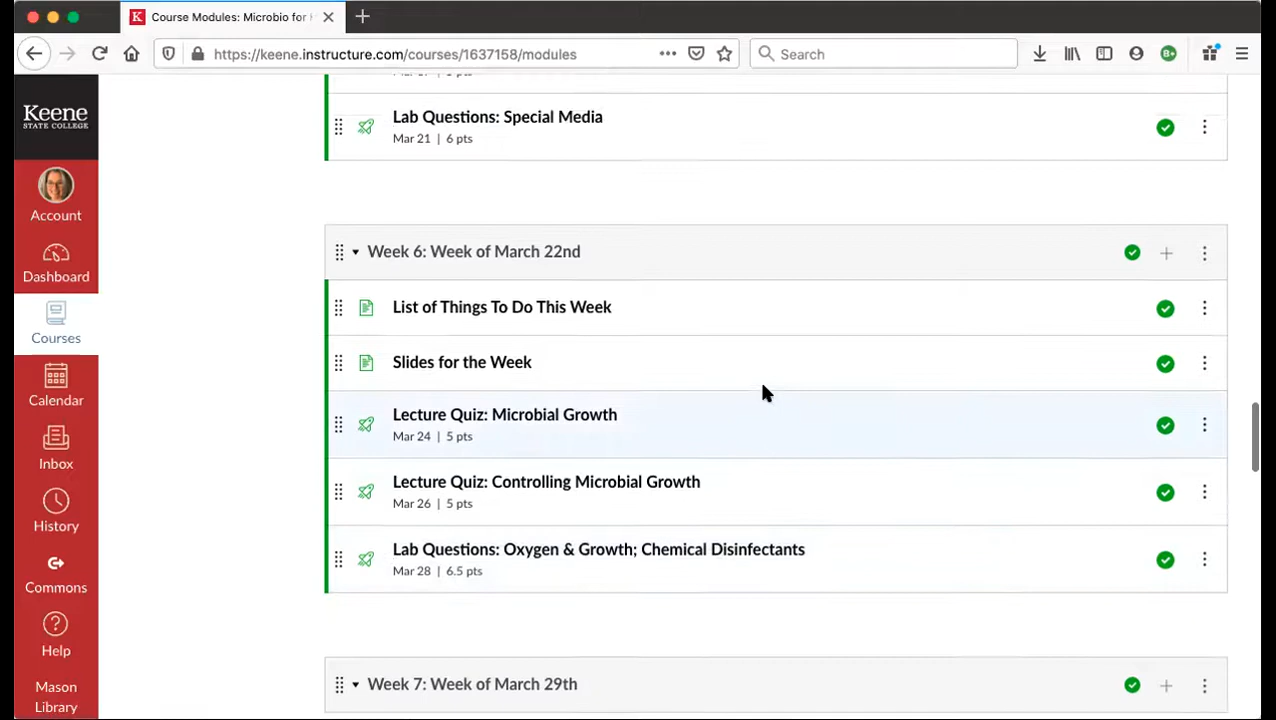 Course Modules: Microbio for
https://keene.instructure.com/courses/1637158/modules
Search
B+
Keene
STATE COLLEGE
Account
Dashboard
Courses
Calendar
Inbox
History
Commons
Help
Mason
Library
Lab Questions: Special Media
Mar 21 | 6 pts
Week 6: Week of March 22nd
List of Things To Do This Week
Slides for the Week
Lecture Quiz: Microbial Growth
Mar 24 | 5 pts
Lecture Quiz: Controlling Microbial Growth
Mar 26 | 5 pts
Lab Questions: Oxygen & Growth; Chemical Disinfectants
Mar 28 | 6.5 pts
Week 7: Week of March 29th